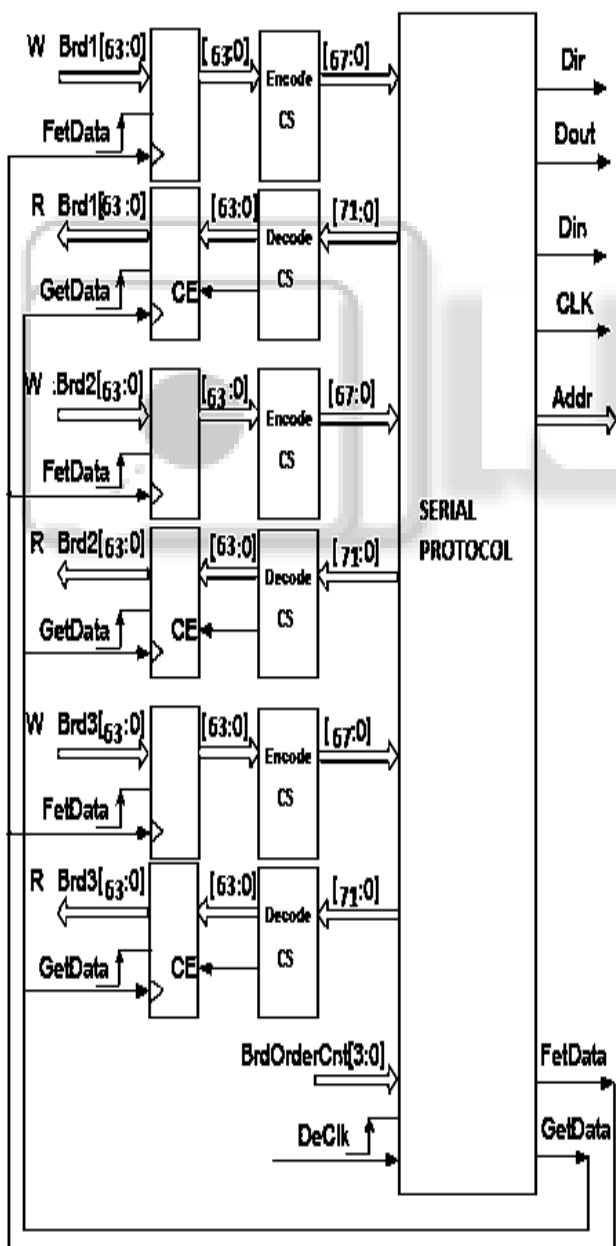 W Brd1[63:0]
[63:0]
[67:0]
Encode
CS
FetData
R Brd1[63:0]
[63:0]
[71:0]
Decode
CS
GetData
CE
W :Brd2[63:0]
[63:0]
[67:0]
Encode
CS
FetData
R Brd2[63:0]
[63:0]
[71:0]
Decode
CS
GetData
CE
W Brd3[63:0]
[63:0]
[67:0]
Encode
CS
FetData
R Brd3[63:0]
[63:0]
[71:0]
Decode
CS
GetData
CE
BrdOrderCnt[3:0]
DeClk
SERIAL
PROTOCOL
Dir
Dout
Din
CLK
Addr
FetData
GetData